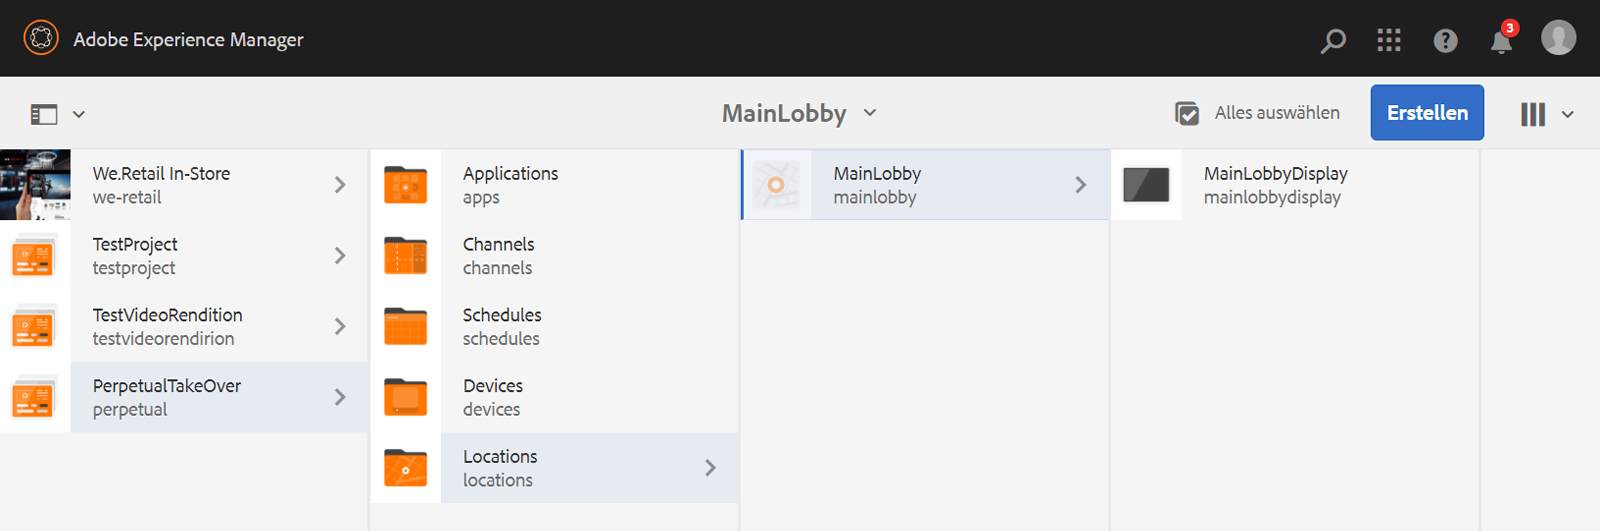 Adobe Experience Manager
3
MainLobby
Alles auswählen
Erstellen
We.Retail In-Store
we-retail
TestProject
testproject
TestVideoRendition
testvideorendirion
PerpetualTakeOver
perpetual
Applications
apps
Channels
channels
Schedules
schedules
Devices
devices
Locations
locations
MainLobby
mainlobby
MainLobbyDisplay
mainlobbydisplay